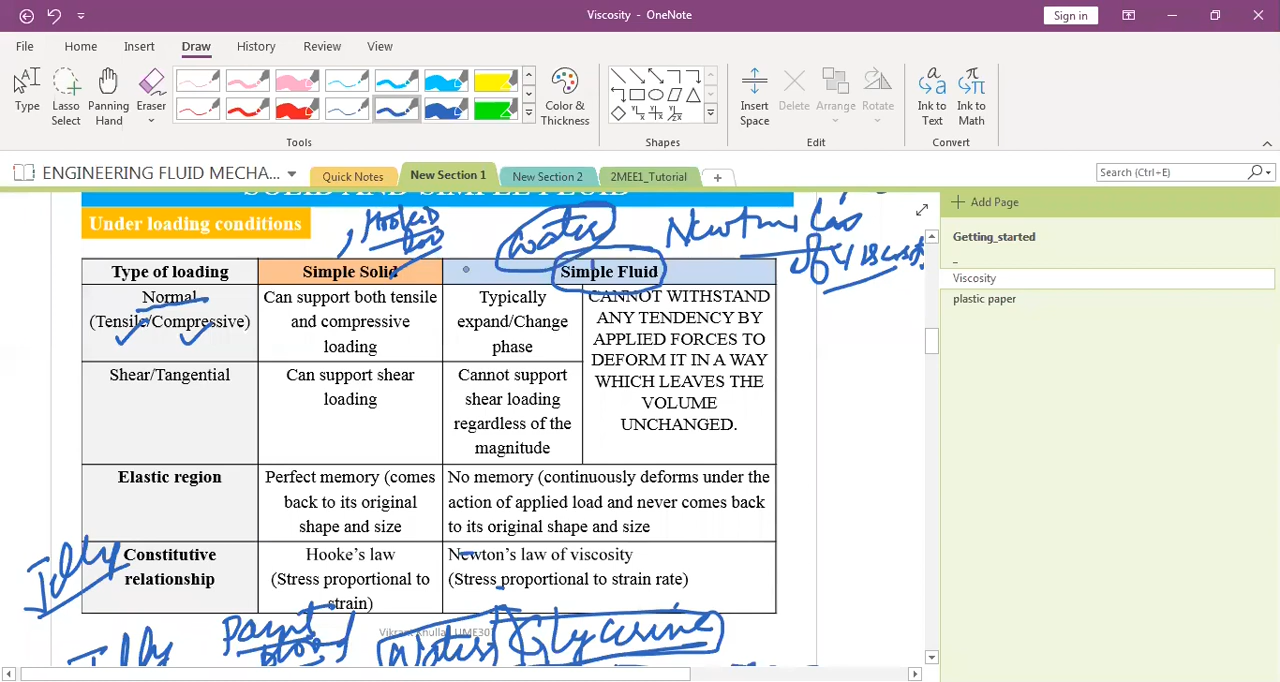 Viscosity - OneNote
Sign in
File Home Insert Draw History Review View
Type
Lasso Select
Panning Hand
Eraser
Color & Thickness
Insert Space
Delete
Arrange
Rotate
Ink to Text
Ink to Math
Tools
Shapes
Edit
Convert
ENGINEERING FLUID MECHA...
Quick Notes
New Section 1
New Section 2
2MEE1_Tutorial
Search (Ctrl+E)
Add Page
Getting_started
Viscosity
plastic paper
Under loading conditions
Water
Newton's law
of viscosity
Type of loading
Simple Solid
Simple Fluid
Normal
(Tensile/Compressive)
Can support both tensile
and compressive
loading
Typically
expand/Change
phase
CANNOT WITHSTAND
ANY TENDENCY BY
APPLIED FORCES TO
DEFORM IT IN A WAY
WHICH LEAVES THE
VOLUME
UNCHANGED.
Shear/Tangential
Can support shear
loading
Cannot support
shear loading
regardless of the
magnitude
Elastic region
Perfect memory (comes
back to its original
shape and size
No memory (continuously deforms under the
action of applied load and never comes back
to its original shape and size
Constitutive
relationship
Hooke's law
(Stress proportional to
strain)
Newton's law of viscosity
(Stress proportional to strain rate)
Jelly
Paint
Water
Glycerine
Jelly